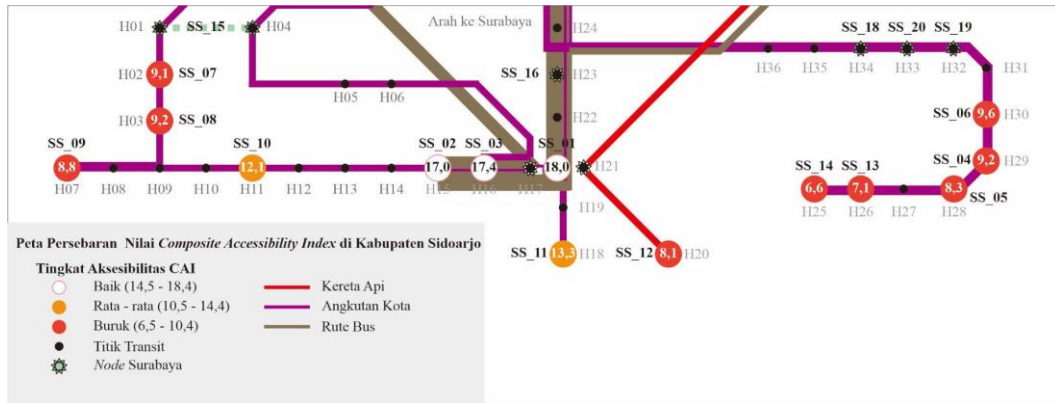 Arah ke Surabaya
H24
H01
SS_15
H04
SS_18
SS_20
SS_19
H36
H35
H34
H33
H32
H31
H02
9,1
SS_07
SS_16
H23
H05
H06
SS_06
9,6
H30
H03
9,2
SS_08
H22
SS_09
SS_10
SS_02
SS_03
SS_01
SS_04
9,2
H29
8,8
12,1
17,0
17,4
18,0
H21
H07
H08
H09
H10
H11
H12
H13
H14
H15
H16
H17
SS_14
SS_13
6,6
7,1
8,3
SS_05
H25
H26
H27
H28
H19
SS_11
13,3
H18
SS_12
8,1
H20
Peta Persebaran Nilai Composite Accessibility Index di Kabupaten Sidoarjo
Tingkat Aksesibilitas CAI
Baik (14,5 - 18,4)
Kereta Api
Rata - rata (10,5 - 14,4)
Angkutan Kota
Buruk (6,5 - 10,4)
Rute Bus
Titik Transit
Node Surabaya